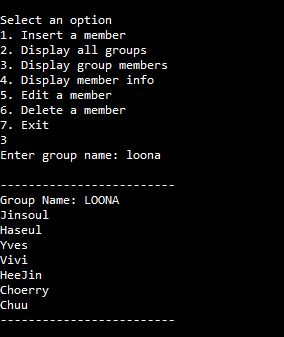 Select an option
1. Insert a member
2. Display all groups
3. Display group members
4. Display member info
5. Edit a member
6. Delete a member
7. Exit
3
Enter group name: loona
-------------------------
Group Name: LOONA
Jinsoul
Haseul
Yves
Vivi
HeeJin
Choerry
Chuu
-------------------------